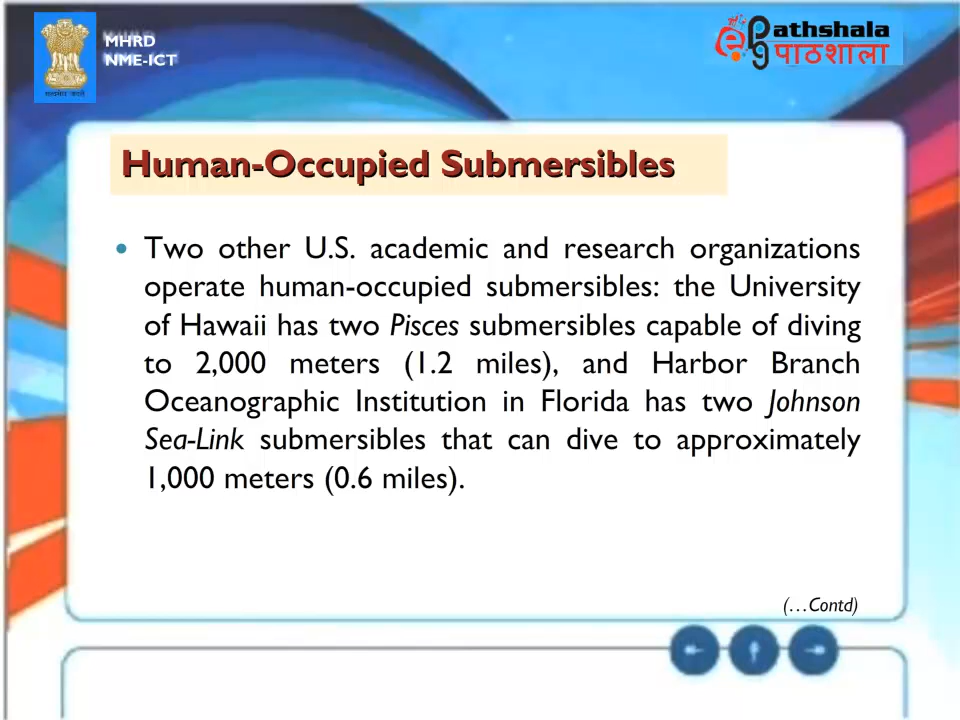 MHRD
NME-ICT
ePathshala
पाठशाला
Human-Occupied Submersibles
• Two other U.S. academic and research organizations
operate human-occupied submersibles: the University
of Hawaii has two Pisces submersibles capable of diving
to 2,000 meters (1.2 miles), and Harbor Branch
Oceanographic Institution in Florida has two Johnson
Sea-Link submersibles that can dive to approximately
1,000 meters (0.6 miles).
(…Contd)